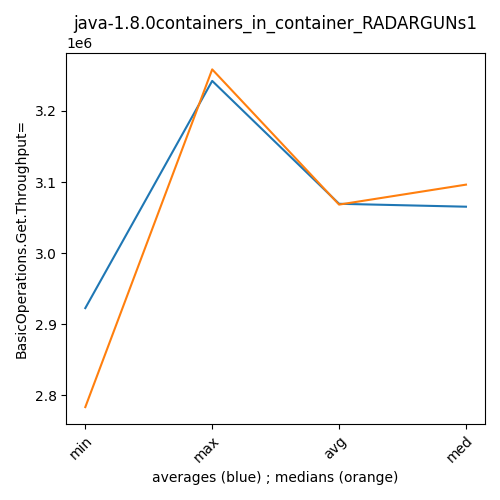 java-1.8.0containers_in_container_RADARGUNs1
1e6
3.2
3.1
3.0
2.9
2.8
BasicOperations.Get.Throughput=
min
max
avg
med
averages (blue) ; medians (orange)